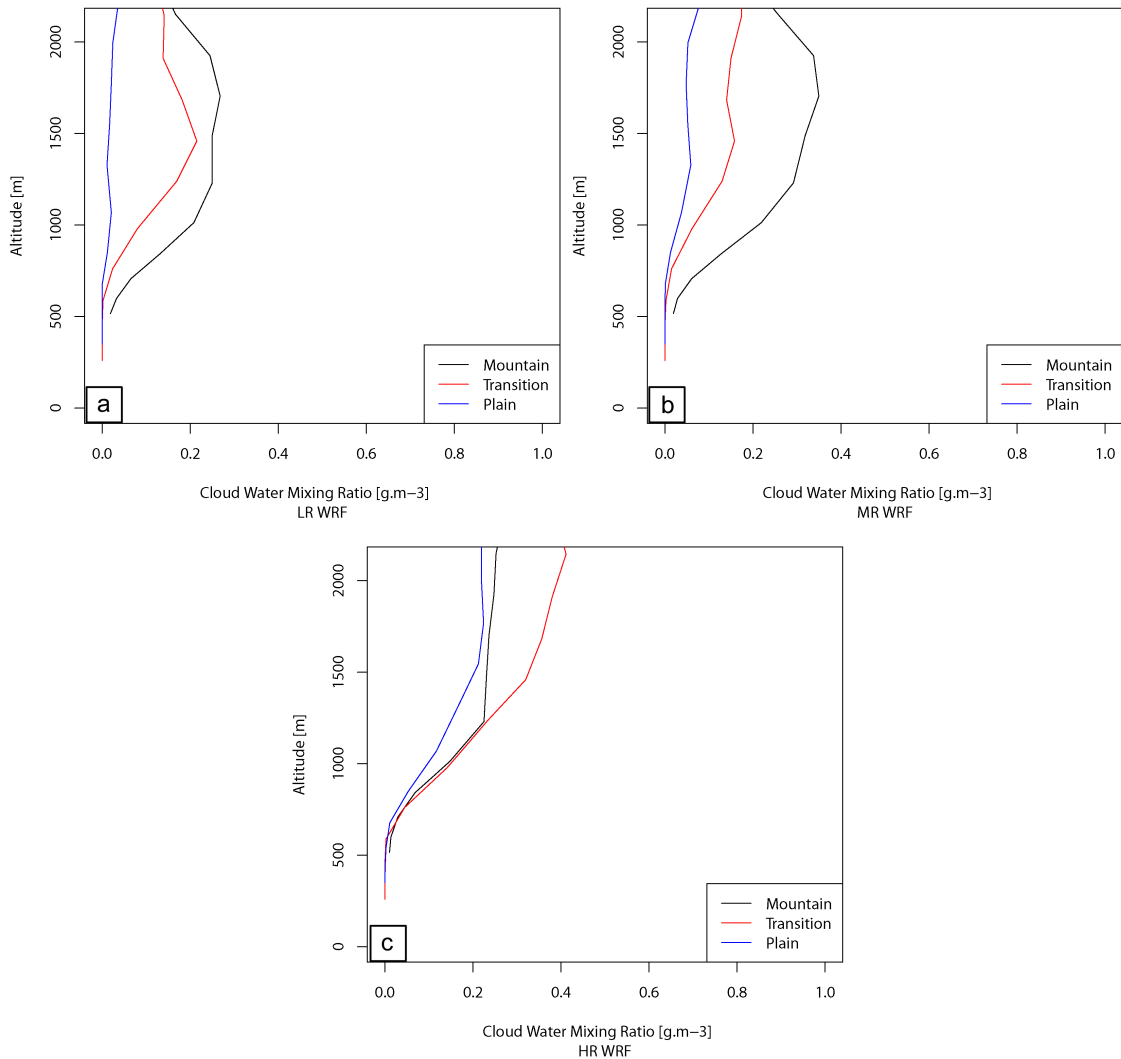 2000
1500
1000
500
0
Altitude [m]
Mountain
Transition
Plain
a
0.0 0.2 0.4 0.6 0.8 1.0
Cloud Water Mixing Ratio [g.m−3]
LR WRF
2000
1500
1000
500
0
Altitude [m]
Mountain
Transition
Plain
b
0.0 0.2 0.4 0.6 0.8 1.0
Cloud Water Mixing Ratio [g.m−3]
MR WRF
2000
1500
1000
500
0
Altitude [m]
Mountain
Transition
Plain
c
0.0 0.2 0.4 0.6 0.8 1.0
Cloud Water Mixing Ratio [g.m−3]
HR WRF